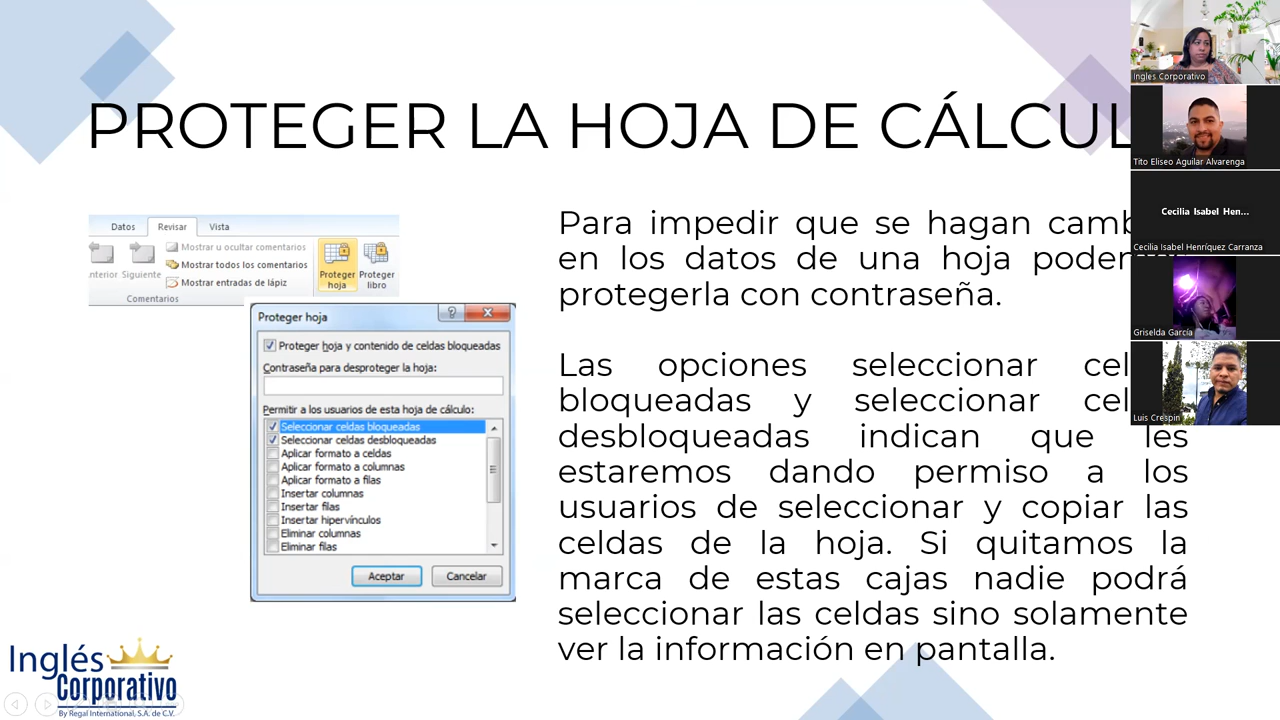 PROTEGER LA HOJA DE CÁLCUL
Datos Revisar Vista
Mostrar u ocultar comentarios
Mostrar todos los comentarios
Mostrar entradas de lápiz
nterior Siguiente
Comentarios
Proteger hoja
Proteger libro
Proteger hoja
Proteger hoja y contenido de celdas bloqueadas
Contraseña para desproteger la hoja:
Permitir a los usuarios de esta hoja de cálculo:
Seleccionar celdas bloqueadas
Seleccionar celdas desbloqueadas
Aplicar formato a celdas
Aplicar formato a columnas
Aplicar formato a filas
Insertar columnas
Insertar filas
Insertar hipervínculos
Eliminar columnas
Eliminar filas
Aceptar Cancelar
Para impedir que se hagan camb
en los datos de una hoja podem
protegerla con contraseña.
Las opciones seleccionar cel
bloqueadas y seleccionar cel
desbloqueadas indican que les
estaremos dando permiso a los
usuarios de seleccionar y copiar las
celdas de la hoja. Si quitamos la
marca de estas cajas nadie podrá
seleccionar las celdas sino solamente
ver la información en pantalla.
Inglés
Corporativo
By Regal International, S.A. de C.V.
Ingles Corporativo
Tito Eliseo Aguilar Alvarenga
Cecilia Isabel Hen...
Cecilia Isabel Henríquez Carranza
Griselda García
Luis Crespin